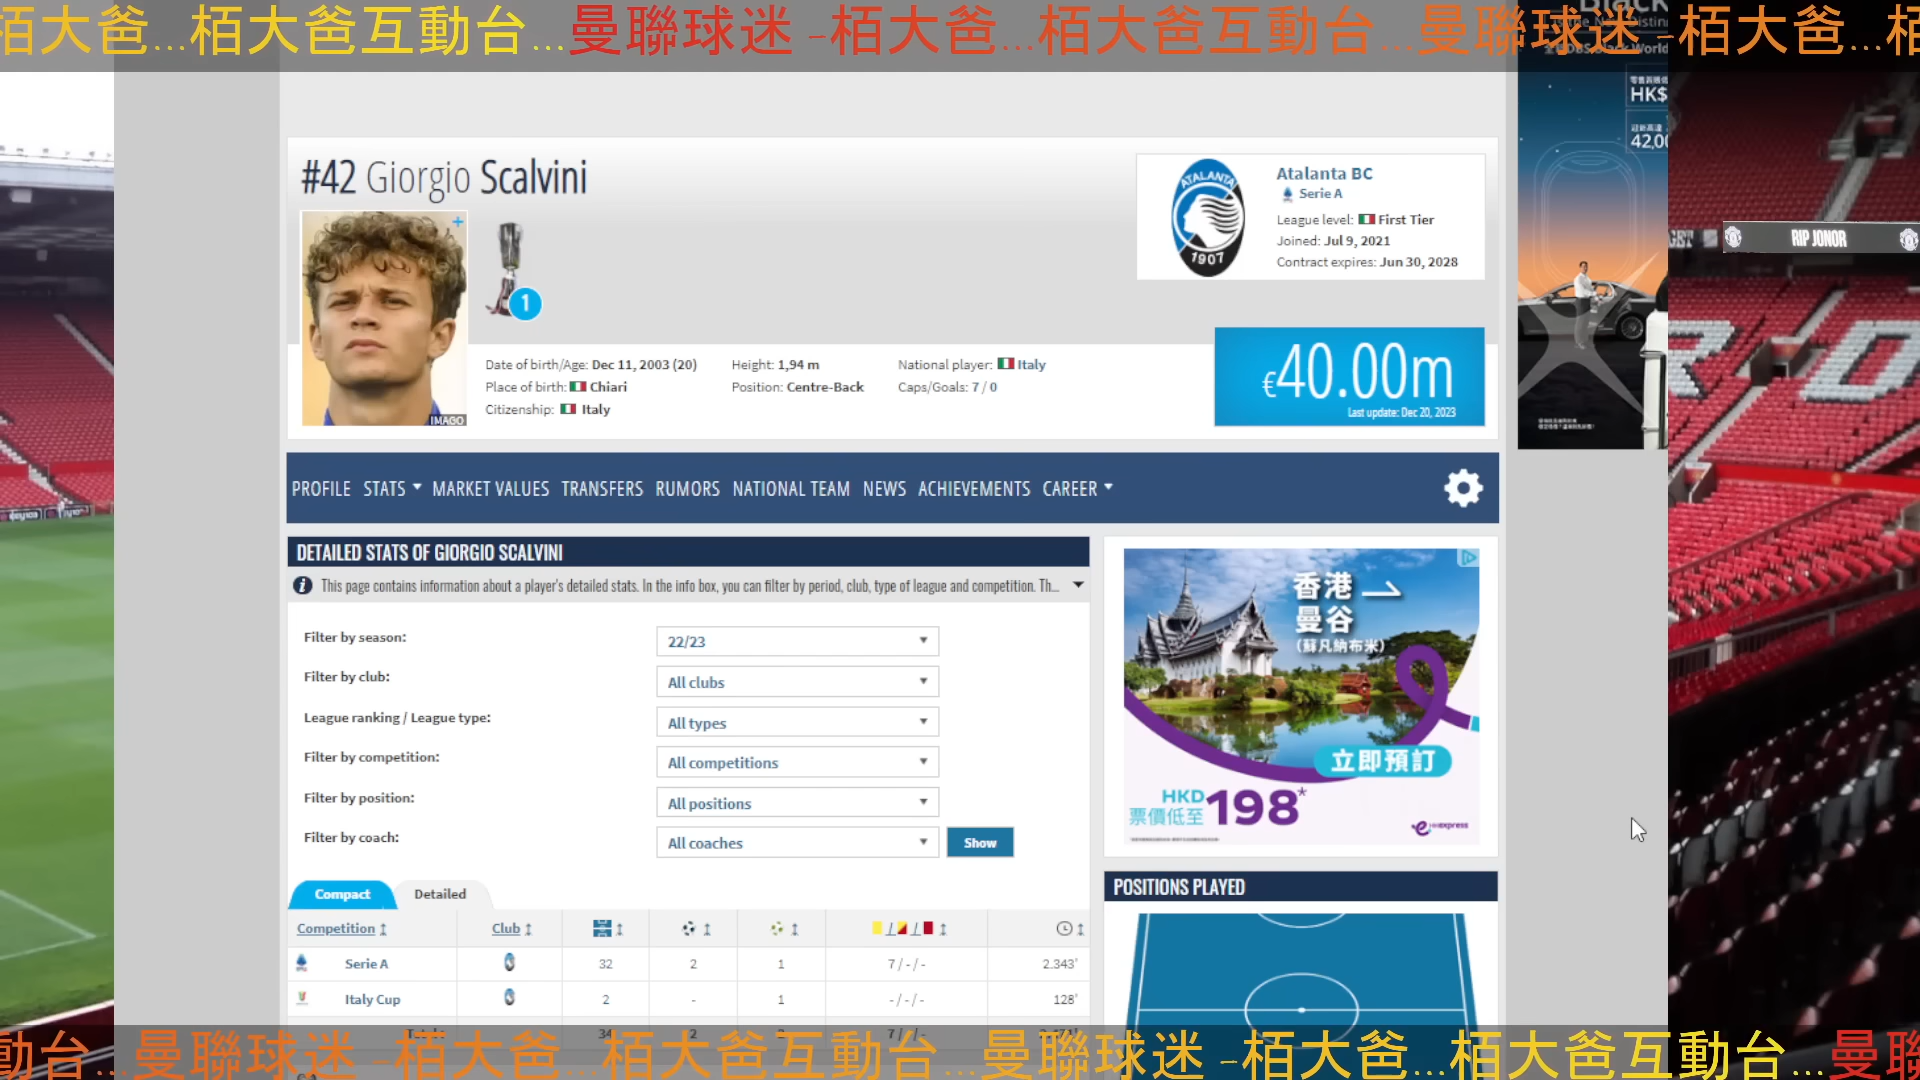 栢大爸...栢大爸互動台...曼聯球迷 -栢大爸...栢大爸互動台...曼聯球迷 -栢大爸...栢
零售首販低
HK$
42,00
RIP JONOR
#42 Giorgio Scalvini
ATALANTA
1907
Atalanta BC
Serie A
League level: First Tier
Joined: Jul 9, 2021
Contract expires: Jun 30, 2028
1
IMAGO
Date of birth/Age: Dec 11, 2003 (20)
Height: 1,94 m
National player: Italy
Place of birth: Chiari
Position: Centre-Back
Caps/Goals: 7 / 0
Citizenship: Italy
€40.00m
Last update: Dec 20, 2023
PROFILE STATS MARKET VALUES TRANSFERS RUMORS NATIONAL TEAM NEWS ACHIEVEMENTS CAREER
DETAILED STATS OF GIORGIO SCALVINI
This page contains information about a player's detailed stats. In the info box, you can filter by period, club, type of league and competition. Th...
Filter by season: 22/23
Filter by club: All clubs
League ranking / League type: All types
Filter by competition: All competitions
Filter by position: All positions
Filter by coach: All coaches Show
香港
曼谷
(蘇凡納布米)
立即預訂
HKD
票價低至 198*
express
Compact Detailed
Competition Club
Serie A 32 2 1 7 / - / - 2.343'
Italy Cup 2 - 1 - / - / - 128'
POSITIONS PLAYED
動台...曼聯球迷 -栢大爸...栢大爸互動台...曼聯球迷 -栢大爸...栢大爸互動台...曼聯